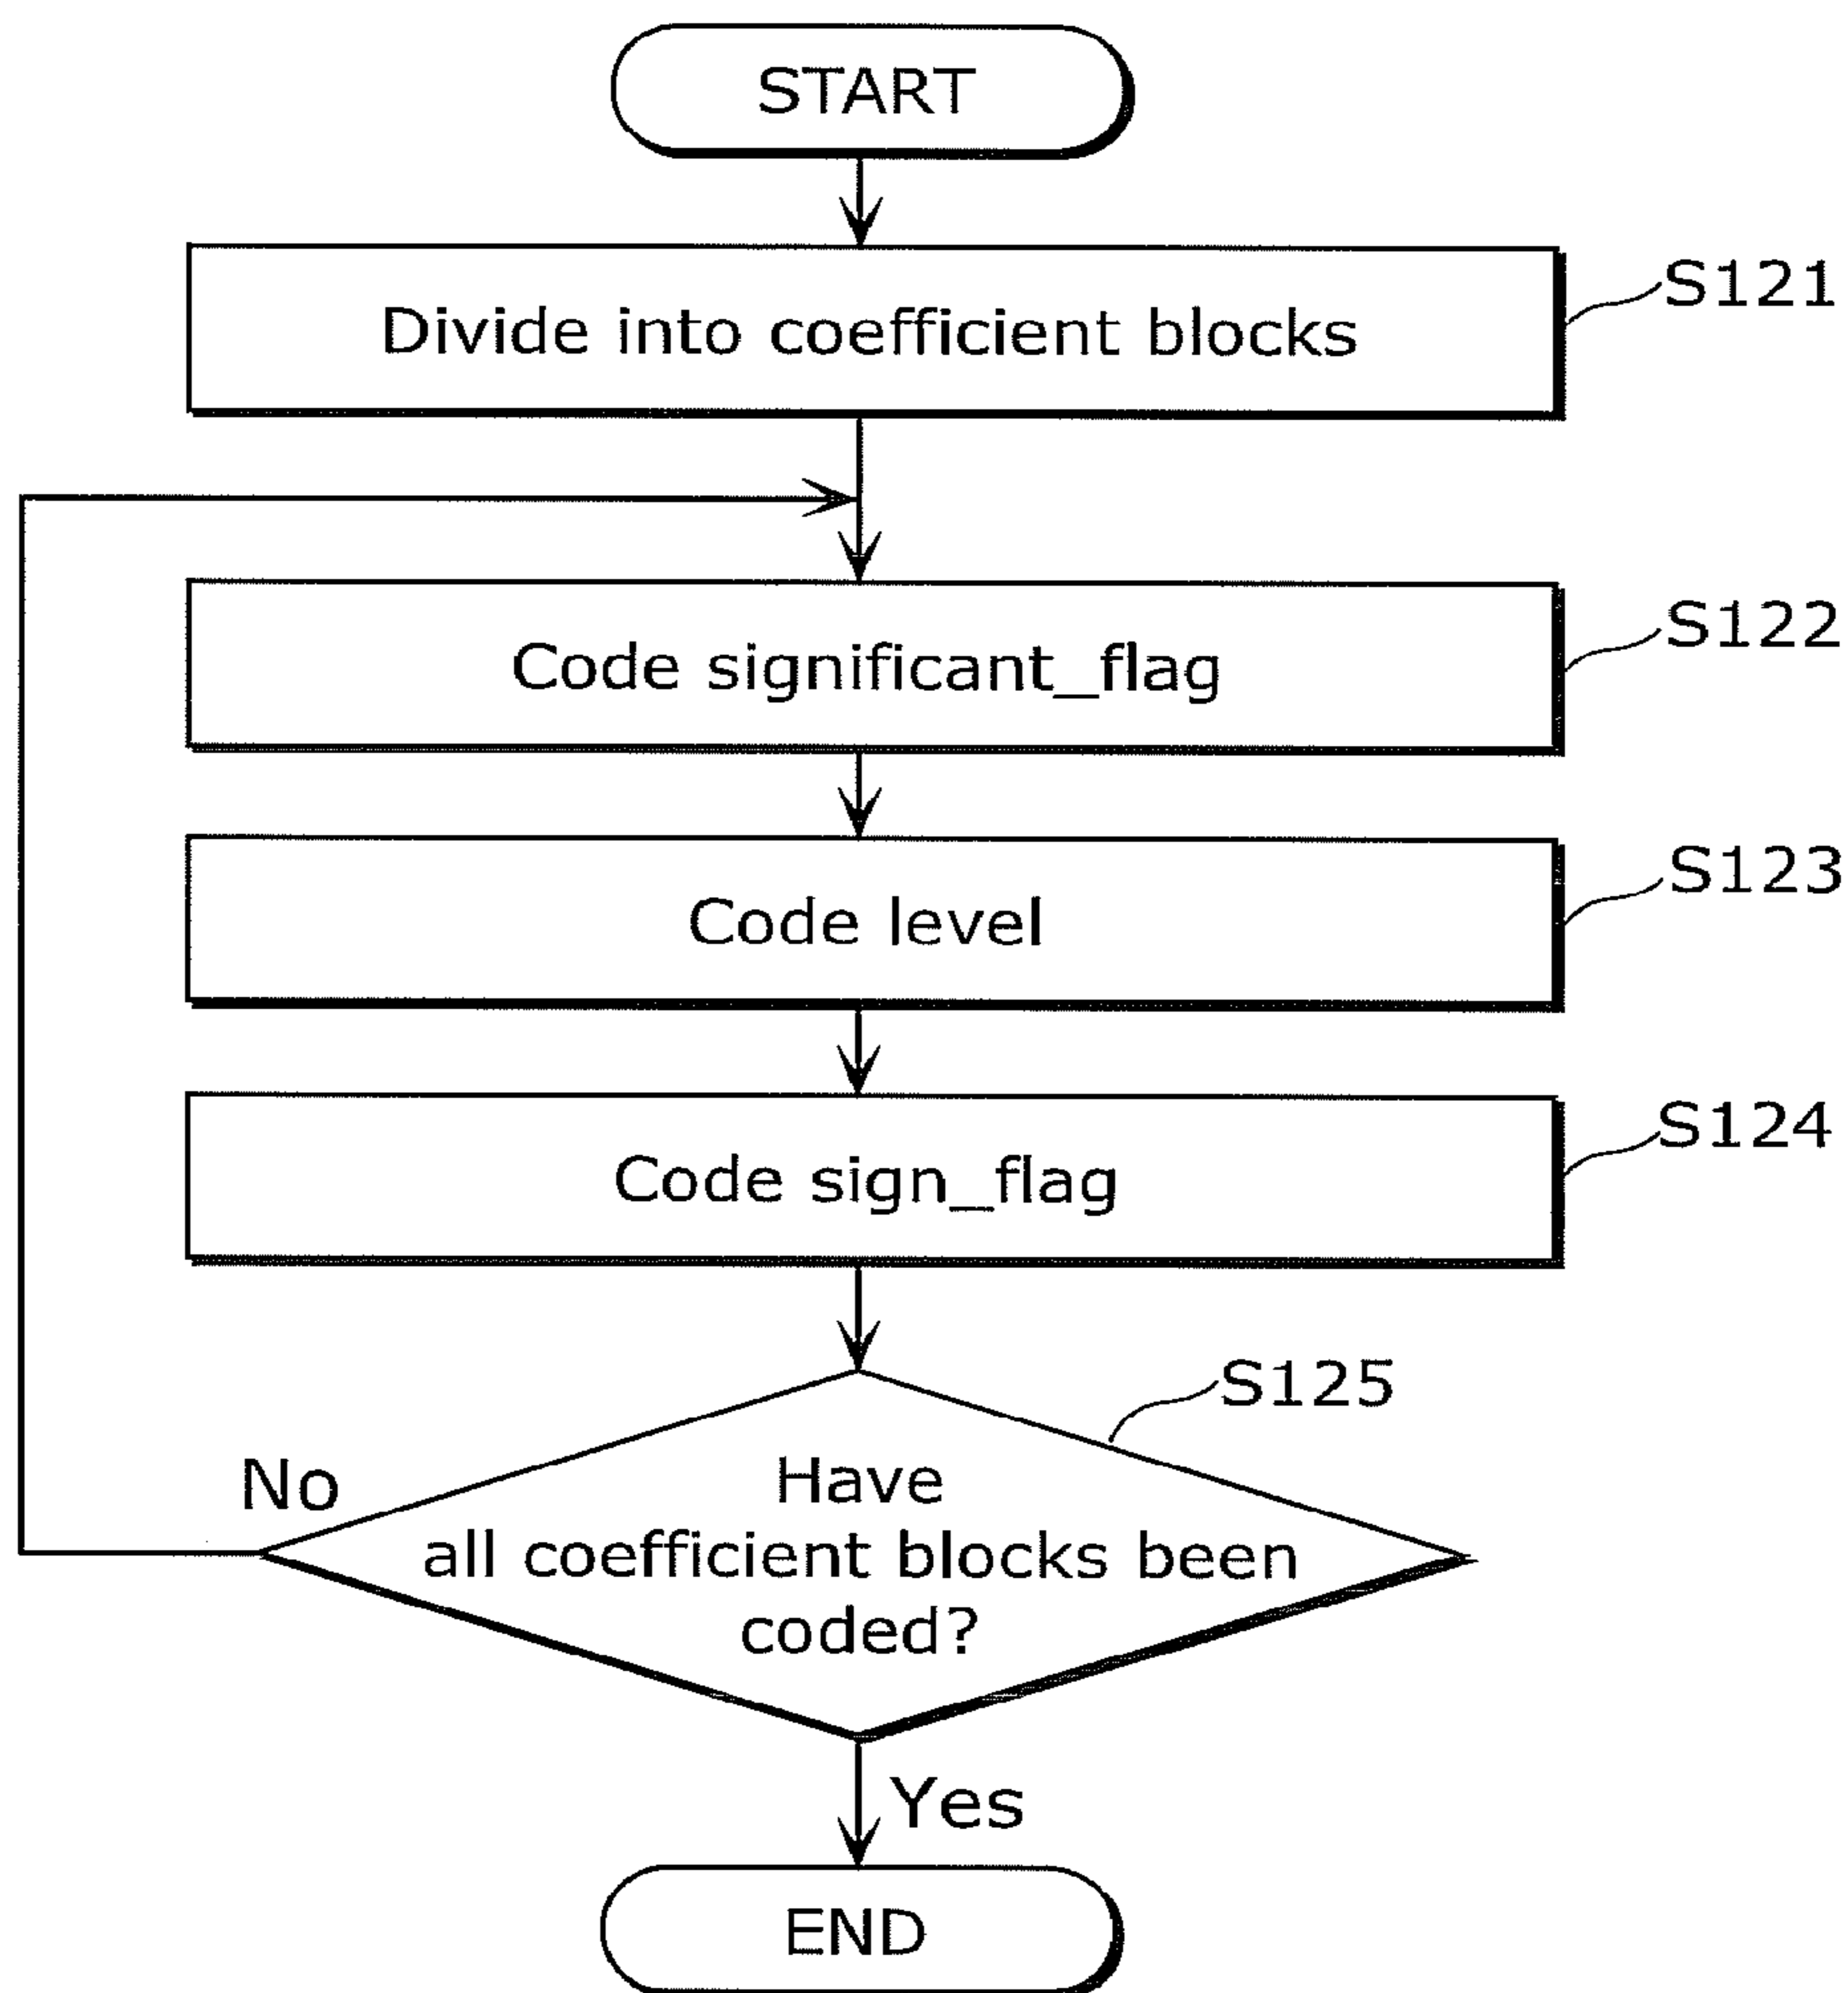 START
Divide into coefficient blocks
S121
Code significant_flag
S122
Code level
S123
Code sign_flag
S124
S125
No
Have
all coefficient blocks been
coded?
Yes
END